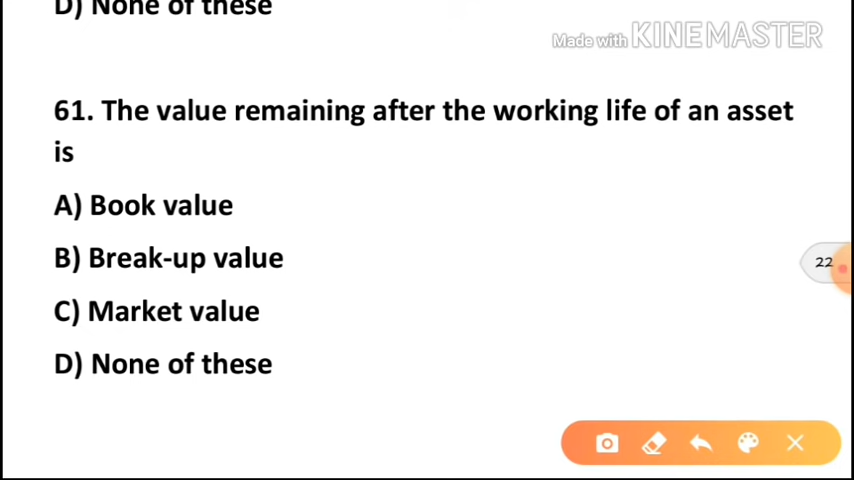 D) None of these
Made with KINEMASTER
61. The value remaining after the working life of an asset
is
A) Book value
B) Break-up value
22
C) Market value
D) None of these